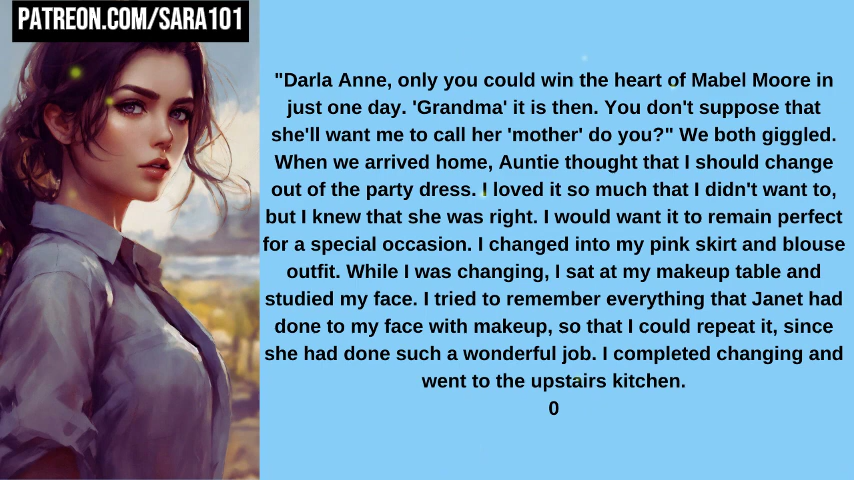 PATREON.COM/SARA101
"Darla Anne, only you could win the heart of Mabel Moore in
just one day. 'Grandma' it is then. You don't suppose that
she'll want me to call her 'mother' do you?" We both giggled.
When we arrived home, Auntie thought that I should change
out of the party dress. I loved it so much that I didn't want to,
but I knew that she was right. I would want it to remain perfect
for a special occasion. I changed into my pink skirt and blouse
outfit. While I was changing, I sat at my makeup table and
studied my face. I tried to remember everything that Janet had
done to my face with makeup, so that I could repeat it, since
she had done such a wonderful job. I completed changing and
went to the upstairs kitchen.
0